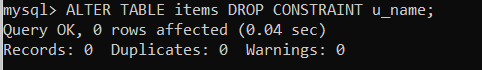 mysql> ALTER TABLE items DROP CONSTRAINT u_name;
Query OK, 0 rows affected (0.04 sec)
Records: 0  Duplicates: 0  Warnings: 0